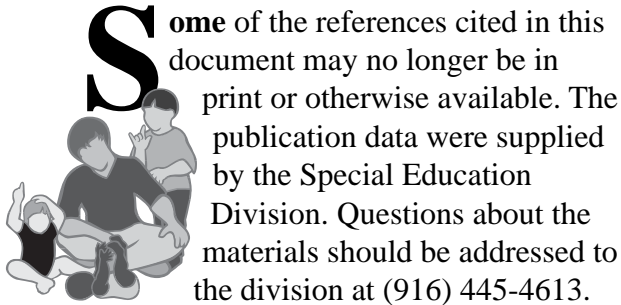 Some of the references cited in this
document may no longer be in
print or otherwise available. The
publication data were supplied
by the Special Education
Division. Questions about the
materials should be addressed to
the division at (916) 445-4613.